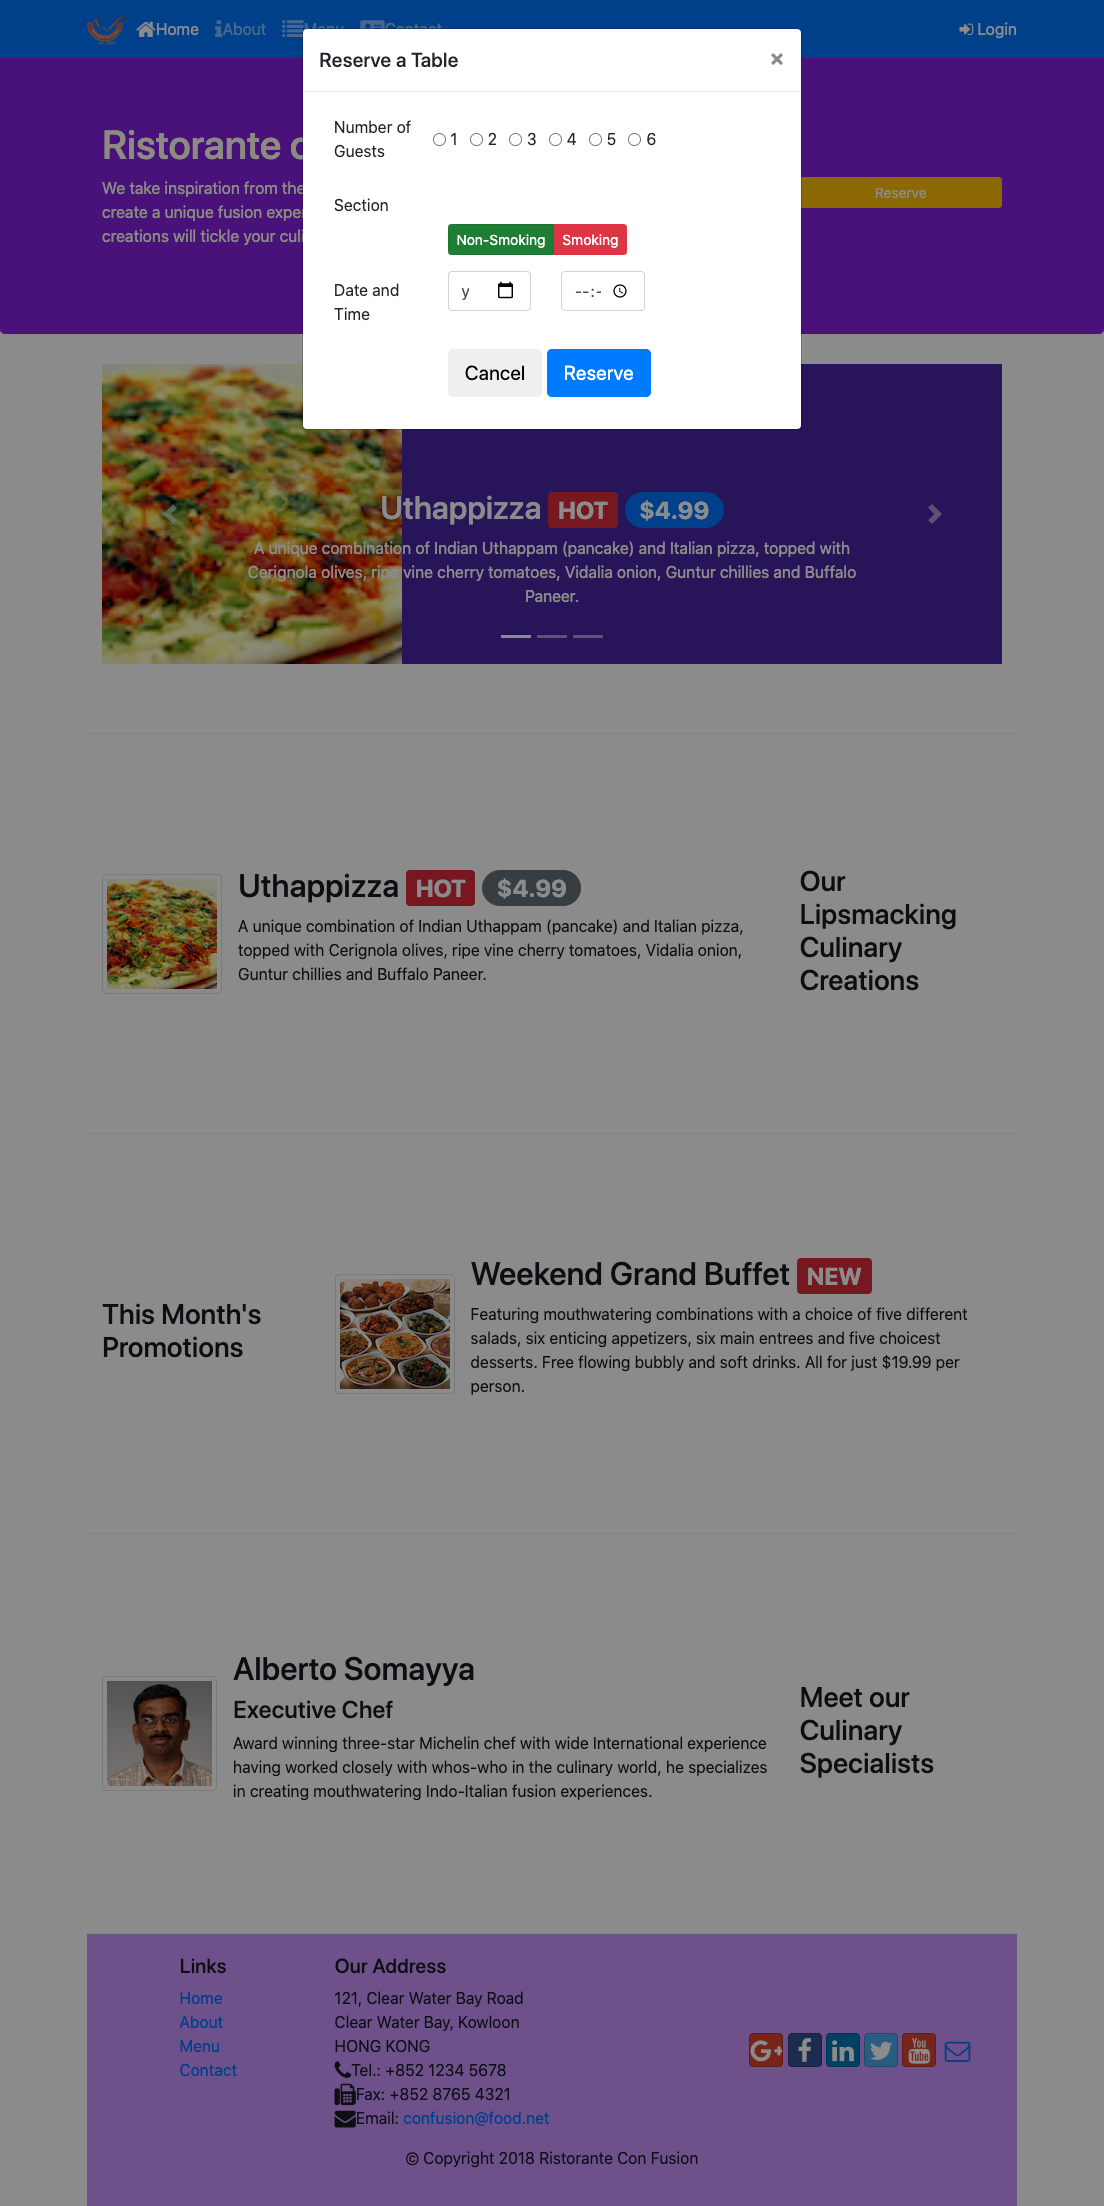 Home About Menu Contact Login
Reserve a Table ×
Number of Guests
1 2 3 4 5 6
Section
Non-Smoking Smoking
Date and Time
y --:-
Cancel Reserve
Ristorante
We take inspiration from the
create a unique fusion
creations will tickle your
Reserve
Uthappizza HOT $4.99
A unique combination of Indian Uthappam (pancake) and Italian pizza, topped with
Cerignola olives, ripe vine cherry tomatoes, Vidalia onion, Guntur chillies and Buffalo
Paneer.
Uthappizza HOT $4.99
A unique combination of Indian Uthappam (pancake) and Italian pizza,
topped with Cerignola olives, ripe vine cherry tomatoes, Vidalia onion,
Guntur chillies and Buffalo Paneer.
Our
Lipsmacking
Culinary
Creations
This Month's
Promotions
Weekend Grand Buffet NEW
Featuring mouthwatering combinations with a choice of five different
salads, six enticing appetizers, six main entrees and five choicest
desserts. Free flowing bubbly and soft drinks. All for just $19.99 per
person.
Alberto Somayya
Executive Chef
Award winning three-star Michelin chef with wide International experience
having worked closely with whos-who in the culinary world, he specializes
in creating mouthwatering Indo-Italian fusion experiences.
Meet our
Culinary
Specialists
Links
Home
About
Menu
Contact
Our Address
121, Clear Water Bay Road
Clear Water Bay, Kowloon
HONG KONG
Tel.: +852 1234 5678
Fax: +852 8765 4321
Email: confusion@food.net
G+ f in You Tube
© Copyright 2018 Ristorante Con Fusion